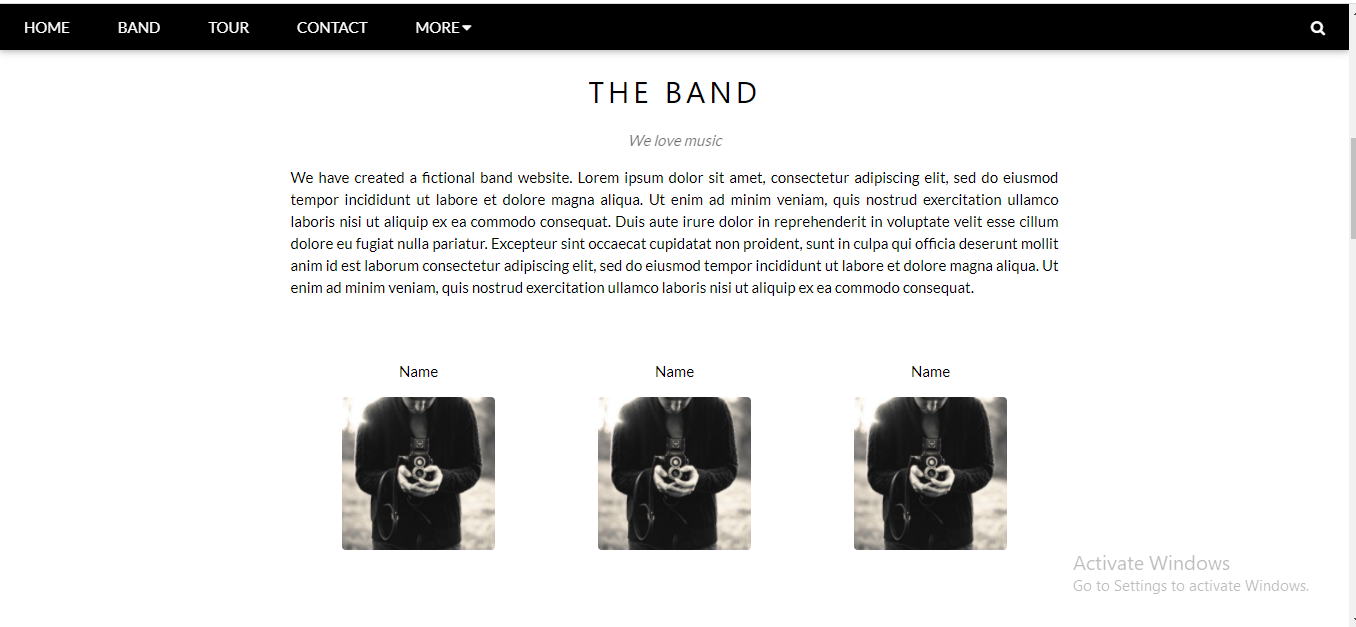 HOME BAND TOUR CONTACT MORE
THE BAND
We love music
We have created a fictional band website. Lorem ipsum dolor sit amet, consectetur adipiscing elit, sed do eiusmod
tempor incididunt ut labore et dolore magna aliqua. Ut enim ad minim veniam, quis nostrud exercitation ullamco
laboris nisi ut aliquip ex ea commodo consequat. Duis aute irure dolor in reprehenderit in voluptate velit esse cillum
dolore eu fugiat nulla pariatur. Excepteur sint occaecat cupidatat non proident, sunt in culpa qui officia deserunt mollit
anim id est laborum consectetur adipiscing elit, sed do eiusmod tempor incididunt ut labore et dolore magna aliqua. Ut
enim ad minim veniam, quis nostrud exercitation ullamco laboris nisi ut aliquip ex ea commodo consequat.
Name Name Name
Activate Windows
Go to Settings to activate Windows.